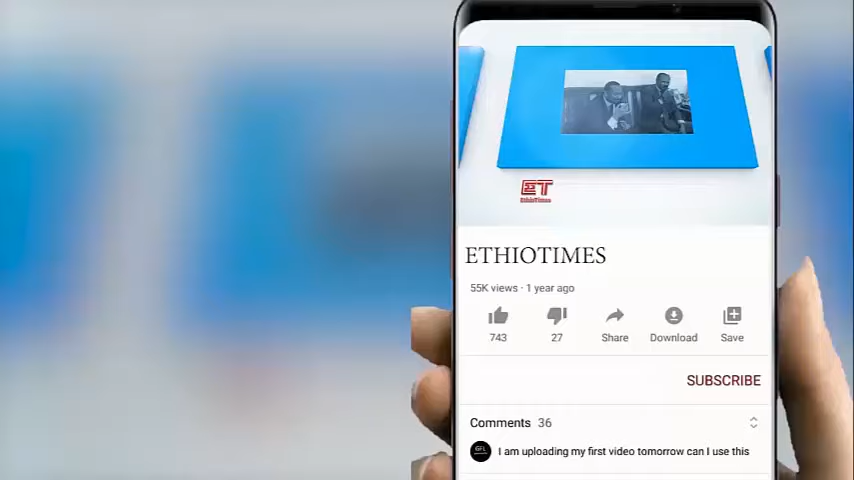 ET
EthioTimes
ETHIOTIMES
55K views · 1 year ago
743
27
Share
Download
Save
SUBSCRIBE
Comments 36
GFL
I am uploading my first video tomorrow can I use this